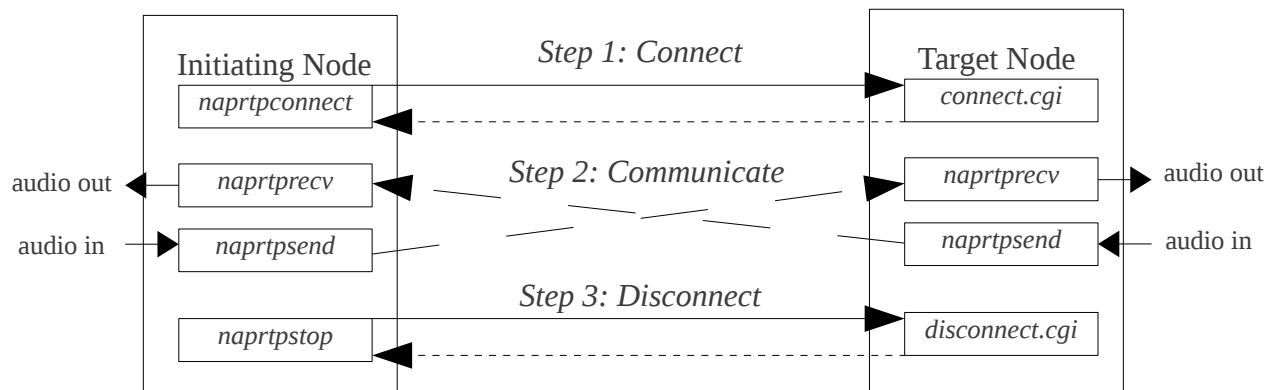 Step 1: Connect
Initiating Node
Target Node
naprtpconnect
connect.cgi
Step 2: Communicate
audio out
naprtprecv
naprtprecv
audio out
audio in
naprtpsend
naprtpsend
audio in
Step 3: Disconnect
naprtpstop
disconnect.cgi